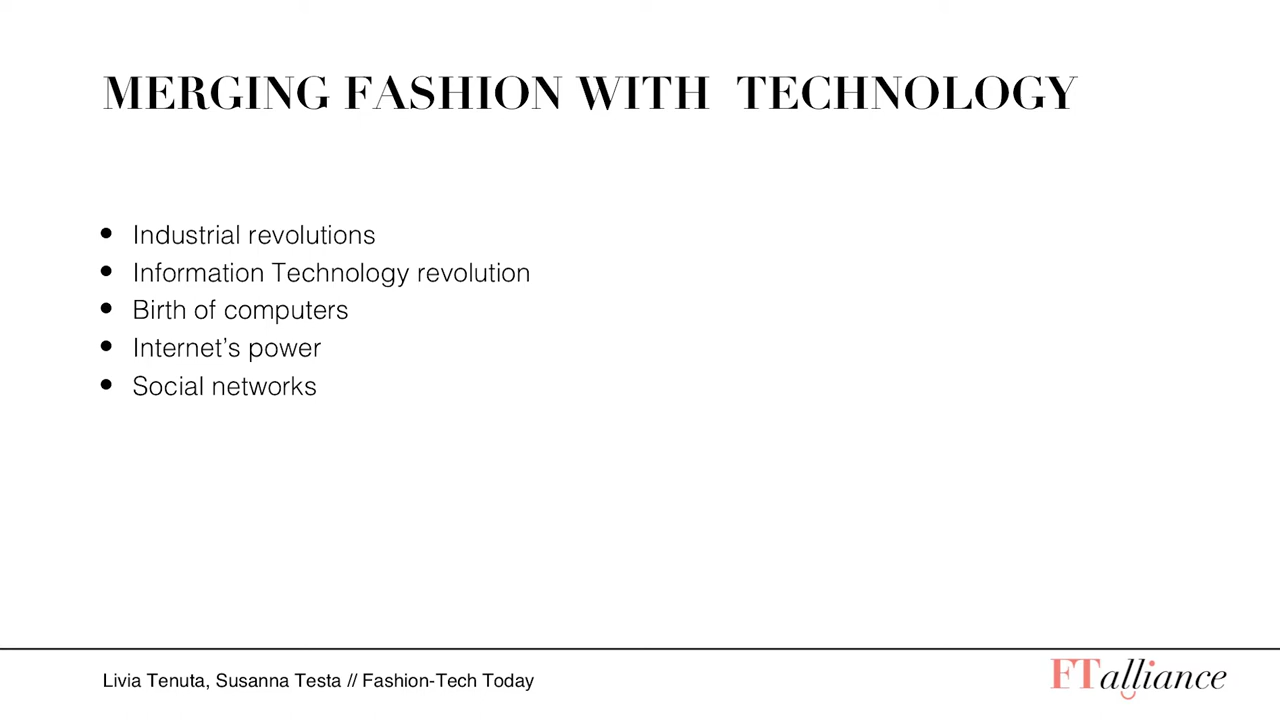 MERGING FASHION WITH TECHNOLOGY
• Industrial revolutions
• Information Technology revolution
• Birth of computers
• Internet’s power
• Social networks
Livia Tenuta, Susanna Testa // Fashion-Tech Today
FTalliance